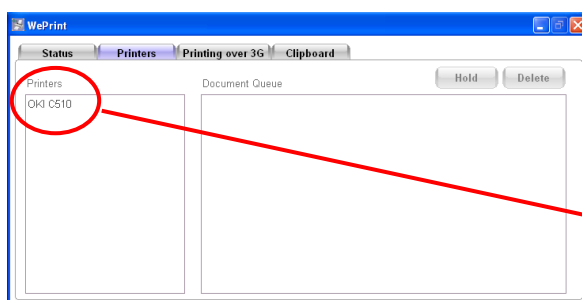 WePrint
Status Printers Printing over 3G Clipboard
Printers Document Queue Hold Delete
OKI C510